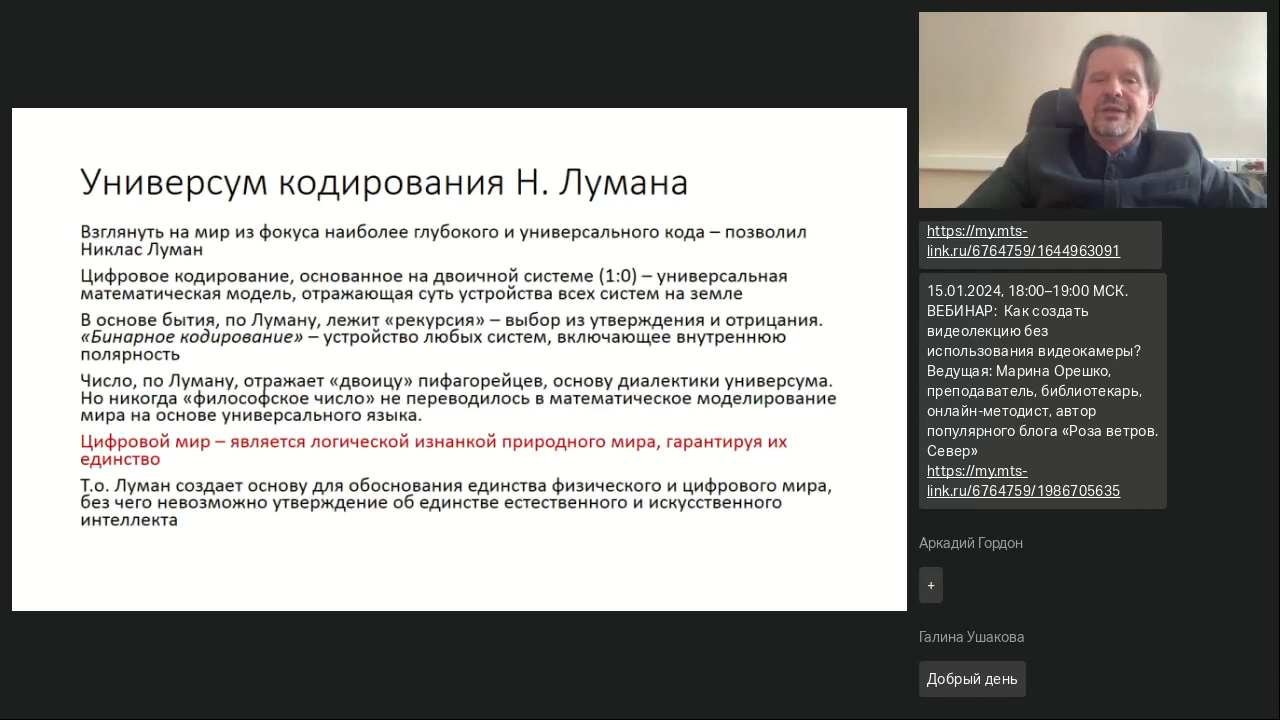 Универсум кодирования Н. Лумана
Взглянуть на мир из фокуса наиболее глубокого и универсального кода – позволил
Никлас Луман
Цифровое кодирование, основанное на двоичной системе (1:0) – универсальная
математическая модель, отражающая суть устройства всех систем на земле
В основе бытия, по Луману, лежит «рекурсия» – выбор из утверждения и отрицания.
«Бинарное кодирование» – устройство любых систем, включающее внутреннюю
полярность
Число, по Луману, отражает «двоицу» пифагорейцев, основу диалектики универсума.
Но никогда «философское число» не переводилось в математическое моделирование
мира на основе универсального языка.
Цифровой мир – является логической изнанкой природного мира, гарантируя их
единство
Т.о. Луман создает основу для обоснования единства физического и цифрового мира,
без чего невозможно утверждение об единстве естественного и искусственного
интеллекта
https://my.mts-
link.ru/6764759/1644963091
15.01.2024, 18:00–19:00 МСК.
ВЕБИНАР: Как создать
видеолекцию без
использования видеокамеры?
Ведущая: Марина Орешко,
преподаватель, библиотекарь,
онлайн-методист, автор
популярного блога «Роза ветров.
Север»
https://my.mts-
link.ru/6764759/1986705635
Аркадий Гордон
+
Галина Ушакова
Добрый день